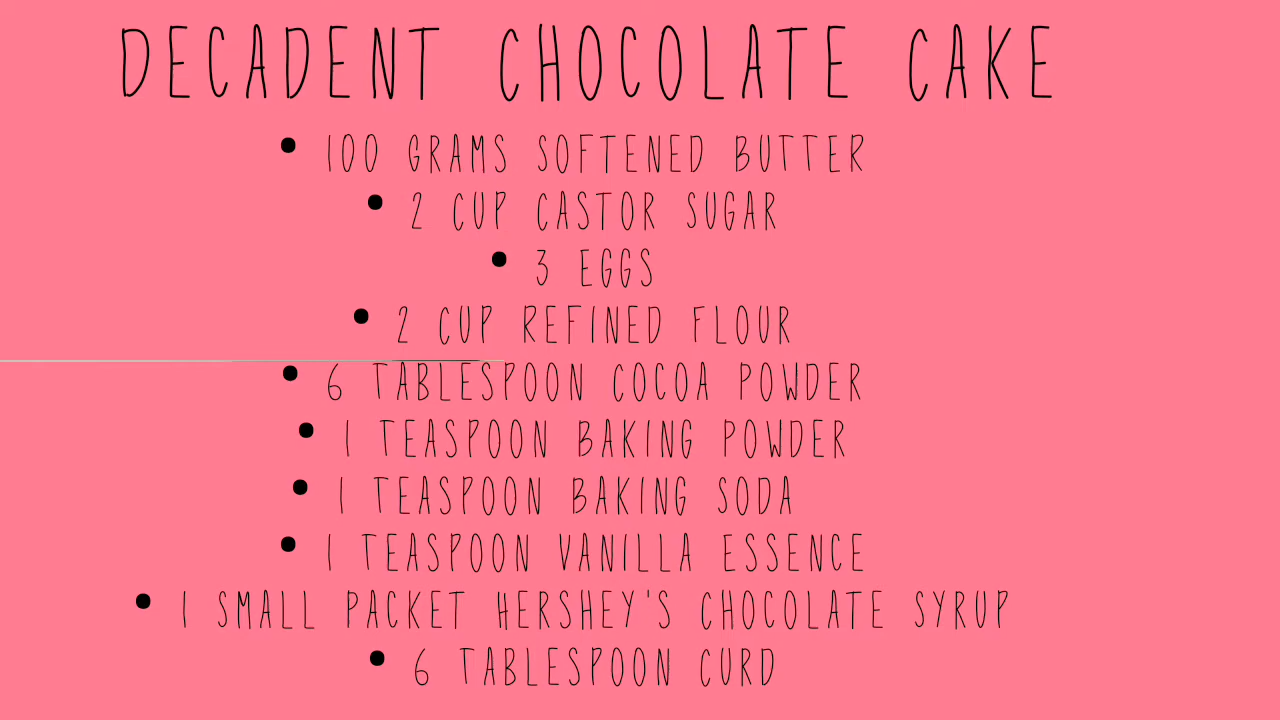 DECADENT CHOCOLATE CAKE
• 100 GRAMS SOFTENED BUTTER
• 2 CUP CASTOR SUGAR
• 3 EGGS
• 2 CUP REFINED FLOUR
• 6 TABLESPOON COCOA POWDER
• 1 TEASPOON BAKING POWDER
• 1 TEASPOON BAKING SODA
• 1 TEASPOON VANILLA ESSENCE
• 1 SMALL PACKET HERSHEY'S CHOCOLATE SYRUP
• 6 TABLESPOON CURD